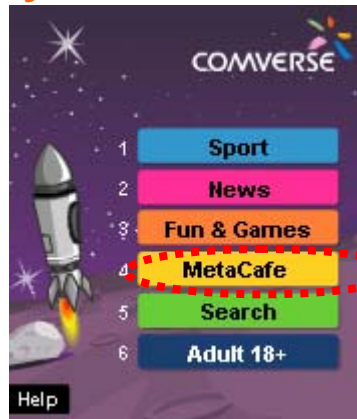 COMVERSE
1 Sport
2 News
3 Fun & Games
4 MetaCafe
5 Search
6 Adult 18+
Help